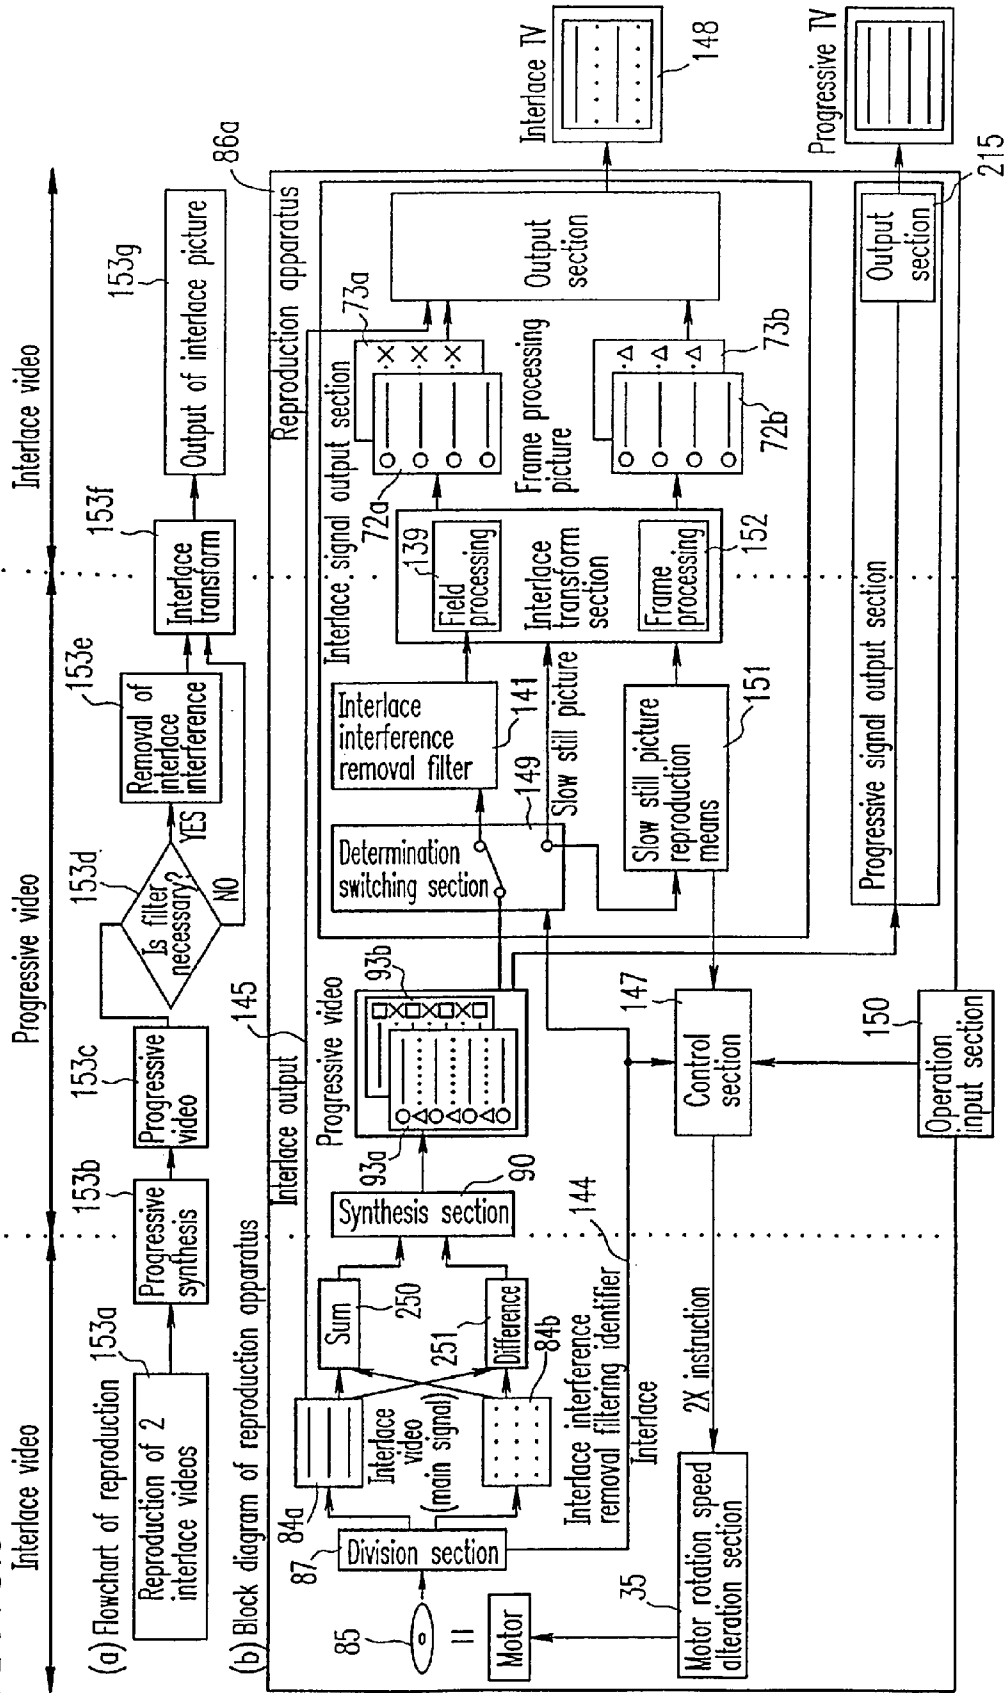 Interlace video
Progressive video
Interlace video
(a) Flowchart of reproduction
153a
Reproduction of 2
interlace videos
153b
Progressive
synthesis
153c
Progressive
video
153d
Is filter
necessary?
YES
NO
153e
Removal of
interlace
interference
153f
Interlace
transform
153g
Output of interlace picture
(b) Block diagram of reproduction apparatus
Interlace output
145
Reproduction apparatus
86a
85
Motor
87
Division section
84a
Interlace
video
(main signal)
84b
Sum
250
251
Difference
Synthesis section
90
Progressive video
93a
93b
144
Interlace interference
removal filtering identifier
Interlace
Interlace signal output section
Determination
switching section
149
Interlace
interference
removal filter
141
Slow still picture
Slow still picture
reproduction
means
151
139
Field
processing
Interlace
transform
section
Frame
processing
152
72a
73a
Frame processing
picture
72b
73b
Output
section
Interlace TV
148
Progressive TV
35
Motor rotation speed
alteration section
2X instruction
147
Control
section
150
Operation
input section
Progressive signal output section
Output
section
215